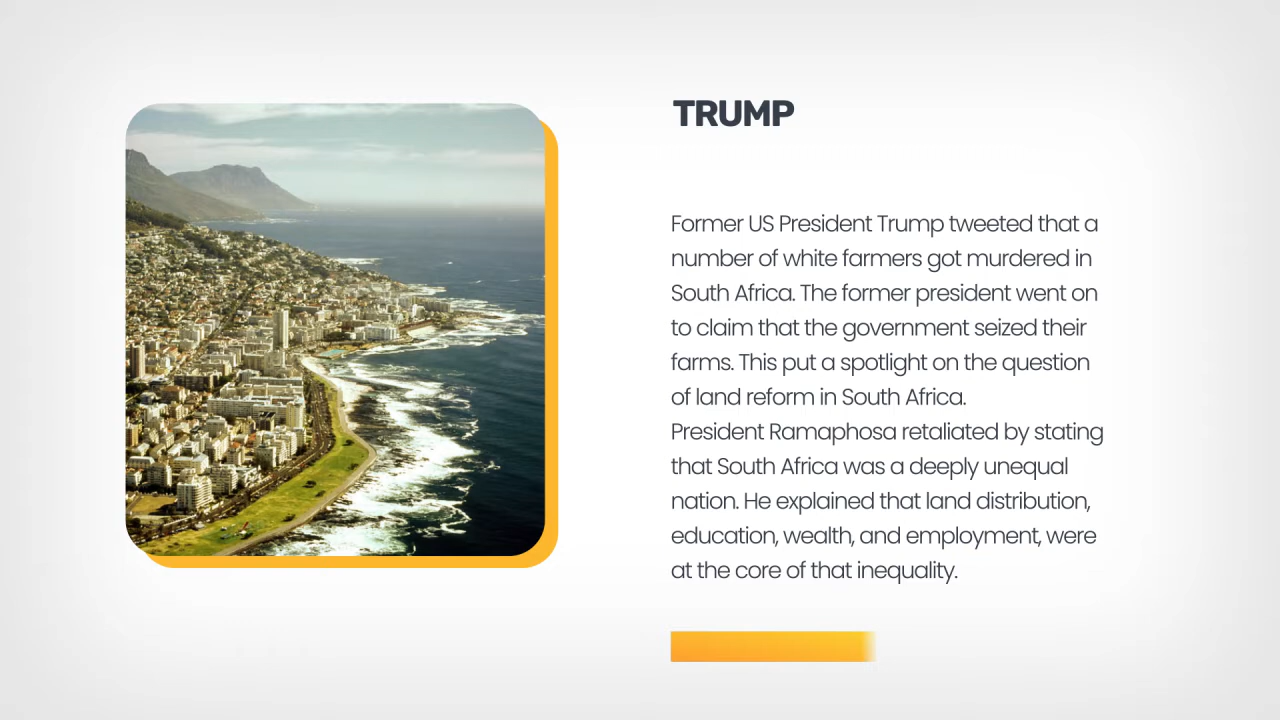 TRUMP
Former US President Trump tweeted that a
number of white farmers got murdered in
South Africa. The former president went on
to claim that the government seized their
farms. This put a spotlight on the question
of land reform in South Africa.
President Ramaphosa retaliated by stating
that South Africa was a deeply unequal
nation. He explained that land distribution,
education, wealth, and employment, were
at the core of that inequality.